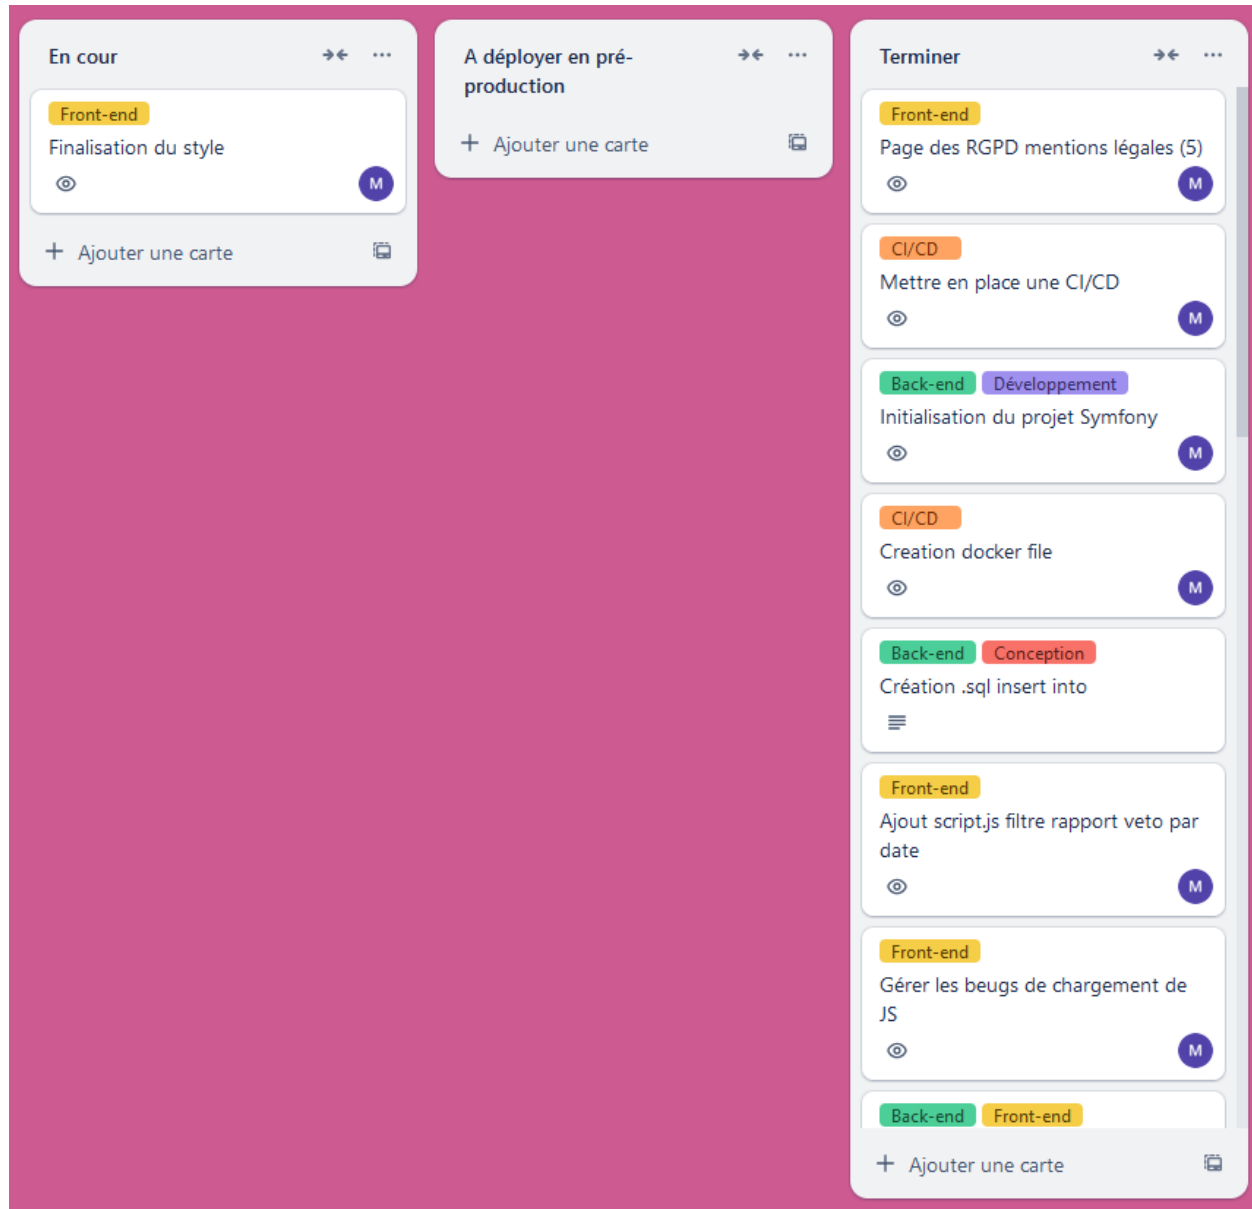 En cour
Front-end
Finalisation du style
M
Ajouter une carte
A déployer en pré-
production
Ajouter une carte
Terminer
Front-end
Page des RGPD mentions légales (5)
M
CI/CD
Mettre en place une CI/CD
M
Back-end Développement
Initialisation du projet Symfony
M
CI/CD
Creation docker file
M
Back-end Conception
Création .sql insert into
Front-end
Ajout script.js filtre rapport veto par
date
M
Front-end
Gérer les beugs de chargement de
JS
M
Back-end Front-end
Ajouter une carte